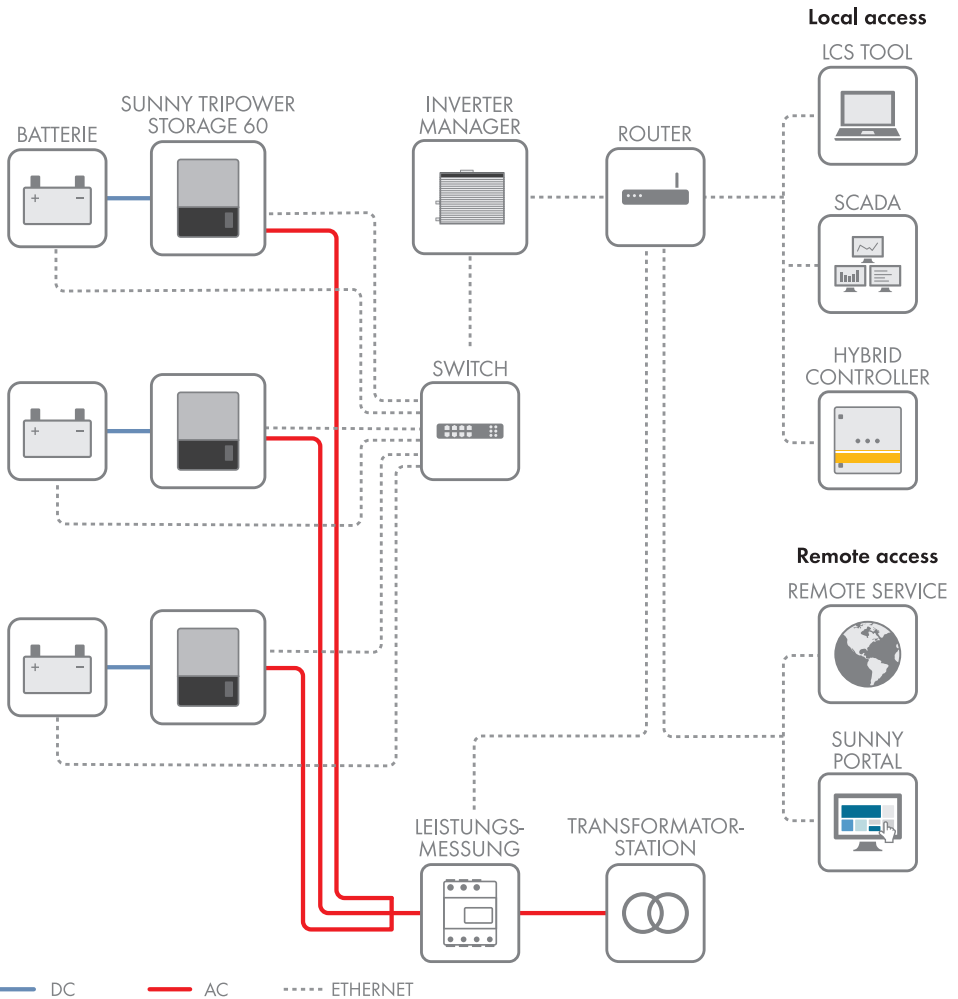 Local access
LCS TOOL
SUNNY TRIPOWER
STORAGE 60
INVERTER
MANAGER
BATTERIE
ROUTER
+ −
SCADA
SWITCH
HYBRID
CONTROLLER
+ −
Remote access
REMOTE SERVICE
+ −
SUNNY
PORTAL
LEISTUNGS-
MESSUNG
TRANSFORMATOR-
STATION
DC
AC
ETHERNET